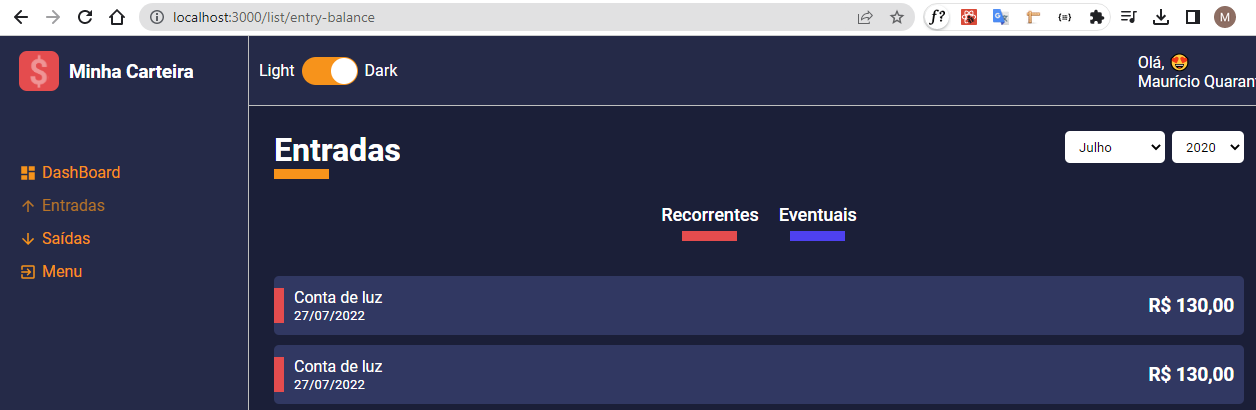 localhost:3000/list/entry-balance
f?
M
Minha Carteira
Light Dark
Olá, 😍
Maurício Quaran
Entradas
Julho 2020
DashBoard
Entradas
Saídas
Menu
Recorrentes Eventuais
Conta de luz
27/07/2022
R$ 130,00
Conta de luz
27/07/2022
R$ 130,00